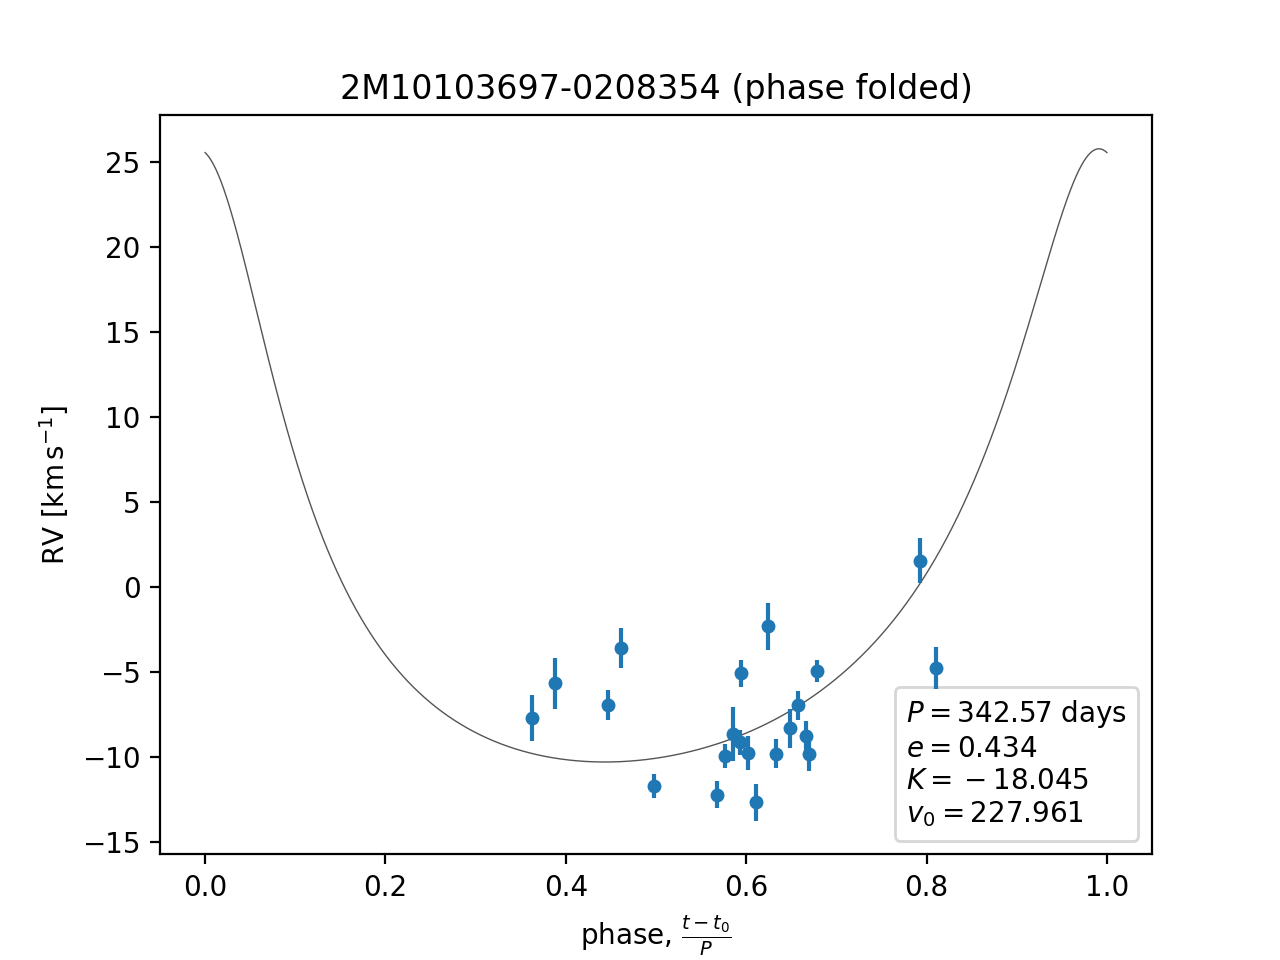 2M10103697-0208354 (phase folded)
25
20
15
10
5
0
−5
−10
−15
RV [km s⁻¹]
P = 342.57 days
e = 0.434
K = − 18.045
v₀ = 227.961
0.0 0.2 0.4 0.6 0.8 1.0
phase, (t − t₀)/P